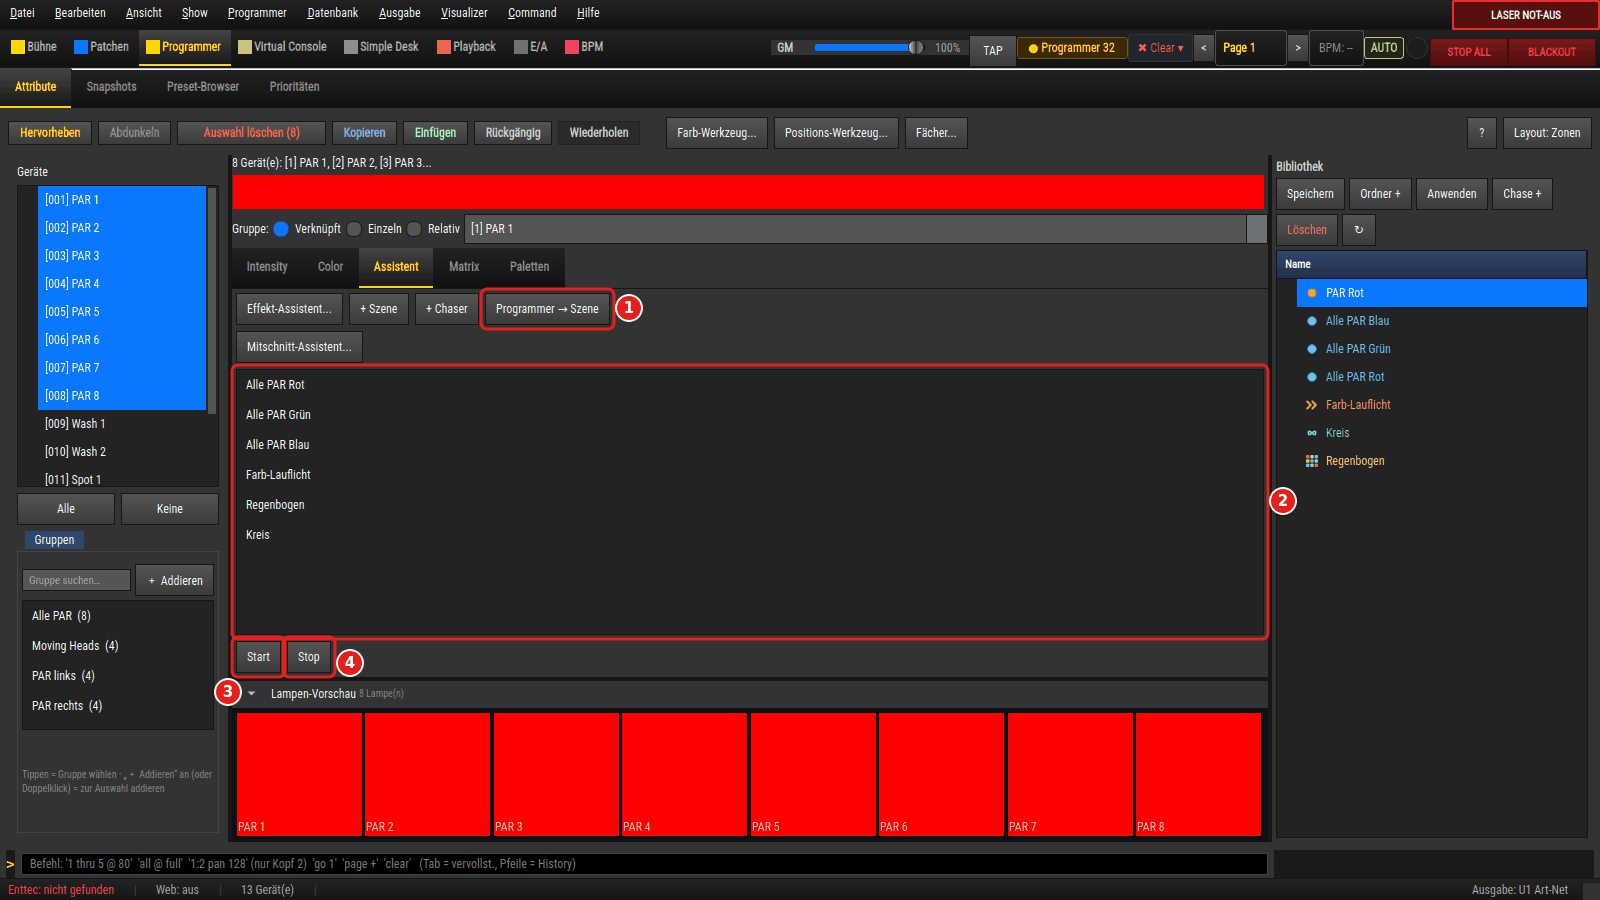 Datei Bearbeiten Ansicht Show Programmer Datenbank Ausgabe Visualizer Command Hilfe
LASER NOT-AUS
Bühne Patchen Programmer Virtual Console Simple Desk Playback E/A BPM
GM 100% TAP Programmer 32 ✖ Clear ▾ < Page 1 > BPM: -- AUTO STOP ALL BLACKOUT
Attribute Snapshots Preset-Browser Prioritäten
Hervorheben Abdunkeln Auswahl löschen (8) Kopieren Einfügen Rückgängig Wiederholen Farb-Werkzeug... Positions-Werkzeug... Fächer... ? Layout: Zonen
Geräte
[001] PAR 1
[002] PAR 2
[003] PAR 3
[004] PAR 4
[005] PAR 5
[006] PAR 6
[007] PAR 7
[008] PAR 8
[009] Wash 1
[010] Wash 2
[011] Spot 1
Alle Keine
Gruppen
Gruppe suchen... + Addieren
Alle PAR (8)
Moving Heads (4)
PAR links (4)
PAR rechts (4)
Tippen = Gruppe wählen · „ + Addieren“ an (oder
Doppelklick) = zur Auswahl addieren
8 Gerät(e): [1] PAR 1, [2] PAR 2, [3] PAR 3...
Gruppe: Verknüpft Einzeln Relativ [1] PAR 1
Intensity Color Assistent Matrix Paletten
Effekt-Assistent... + Szene + Chaser Programmer → Szene 1
Mitschnitt-Assistent...
Alle PAR Rot
Alle PAR Grün
Alle PAR Blau
Farb-Lauflicht
Regenbogen
Kreis
2
Start Stop 4
3 Lampen-Vorschau 8 Lampe(n)
PAR 1 PAR 2 PAR 3 PAR 4 PAR 5 PAR 6 PAR 7 PAR 8
Bibliothek
Speichern Ordner + Anwenden Chase +
Löschen ↻
Name
PAR Rot
Alle PAR Blau
Alle PAR Grün
Alle PAR Rot
Farb-Lauflicht
Kreis
Regenbogen
> Befehl: '1 thru 5 @ 80' 'all @ full' '1:2 pan 128' (nur Kopf 2) 'go 1' 'page +' 'clear' (Tab = vervollst., Pfeile = History)
Enttec: nicht gefunden Web: aus 13 Gerät(e) Ausgabe: U1 Art-Net